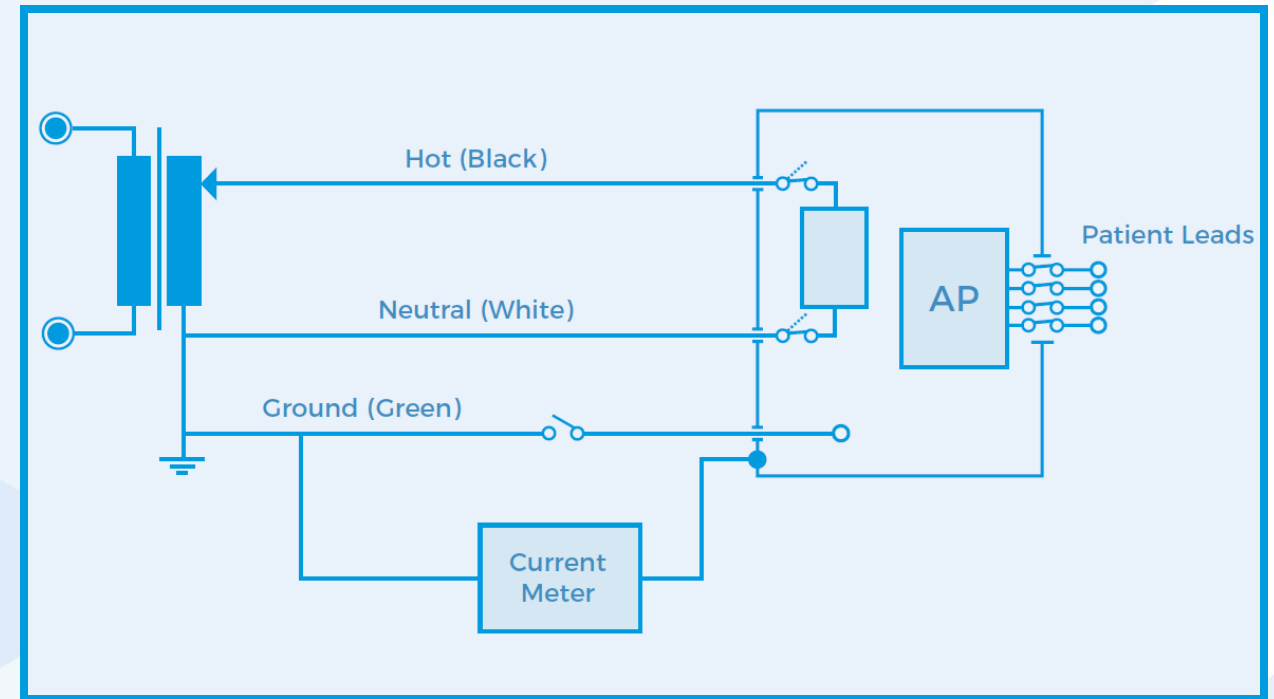 Hot (Black)
Patient Leads
AP
Neutral (White)
Ground (Green)
Current
Meter